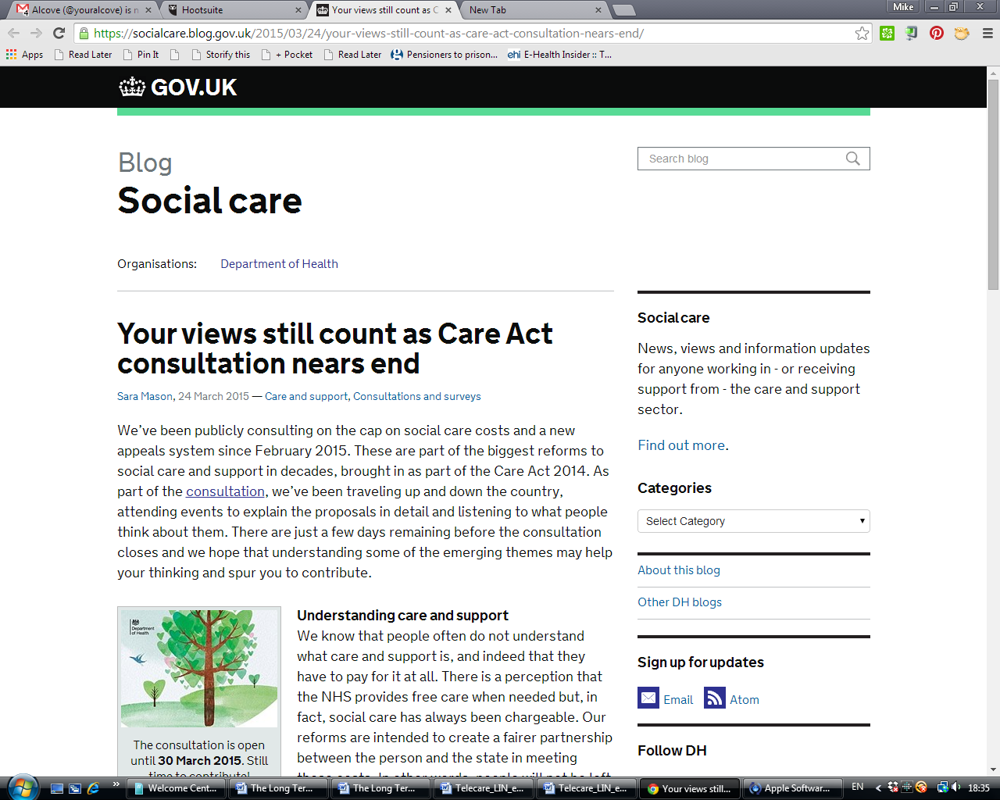 4 Alcove (@youralcove) is n
Hootsuite
Your views still count as C
New Tab
Mike
https://socialcare.blog.gov.uk/2015/03/24/your-views-still-count-as-care-act-consultation-nears-end/
Apps
Read Later
Pin It
Storify this
+ Pocket
Read Later
Pensioners to prison...
ehi E-Health Insider :: T...
GOV.UK
Blog
Social care
Search blog
Organisations: Department of Health
Your views still count as Care Act
consultation nears end
Sara Mason, 24 March 2015 — Care and support, Consultations and surveys
We’ve been publicly consulting on the cap on social care costs and a new
appeals system since February 2015. These are part of the biggest reforms to
social care and support in decades, brought in as part of the Care Act 2014. As
part of the consultation, we’ve been traveling up and down the country,
attending events to explain the proposals in detail and listening to what people
think about them. There are just a few days remaining before the consultation
closes and we hope that understanding some of the emerging themes may help
your thinking and spur you to contribute.
Department
of Health
The consultation is open
until 30 March 2015. Still
time to contribute!
Understanding care and support
We know that people often do not understand
what care and support is, and indeed that they
have to pay for it at all. There is a perception that
the NHS provides free care when needed but, in
fact, social care has always been chargeable. Our
reforms are intended to create a fairer partnership
between the person and the state in meeting
these costs. In other words, people will not be left
Social care
News, views and information updates
for anyone working in - or receiving
support from - the care and support
sector.
Find out more.
Categories
Select Category
About this blog
Other DH blogs
Sign up for updates
Email
Atom
Follow DH
Welcome Cent...
The Long Ter...
The Long Ter...
Telecare_LIN_e...
Telecare_LIN_e...
Your views still...
Apple Softwar...
EN
18:35